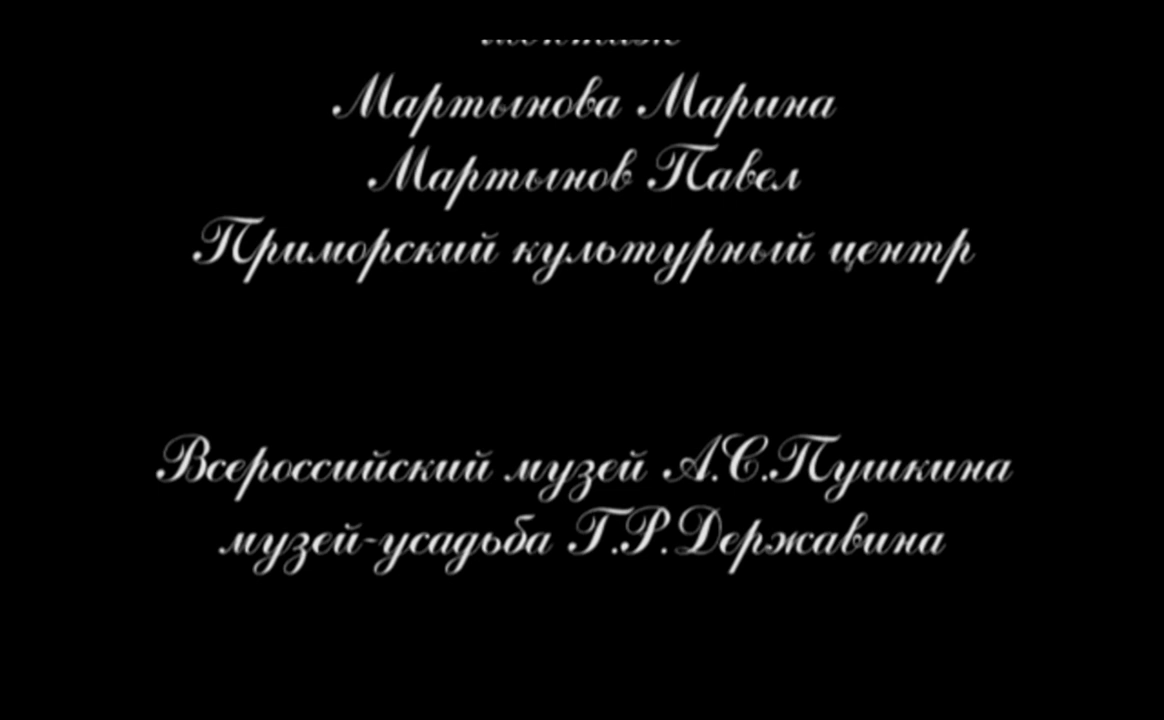 Мартынова Марина
Мартынов Павел
Приморский культурный центр
Всероссийский музей А.С.Пушкина
музей-усадьба Г.Р.Державина